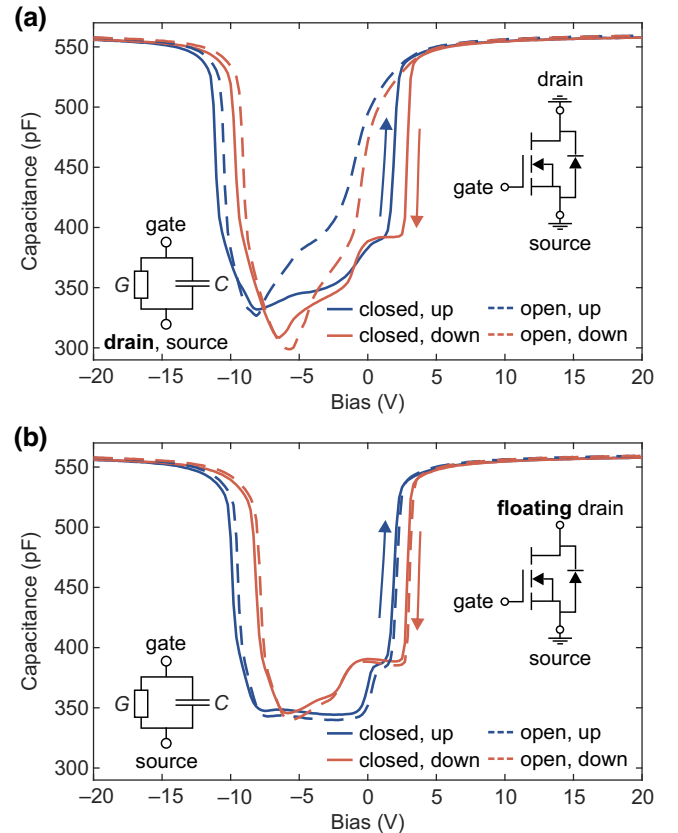 (a)
550
500
450
400
350
300
Capacitance (pF)
–20 –15 –10 –5 0 5 10 15 20
Bias (V)
gate
G C
drain, source
drain
gate
source
closed, up open, up
closed, down open, down
(b)
550
500
450
400
350
300
Capacitance (pF)
–20 –15 –10 –5 0 5 10 15 20
Bias (V)
gate
G C
source
floating drain
gate
source
closed, up open, up
closed, down open, down